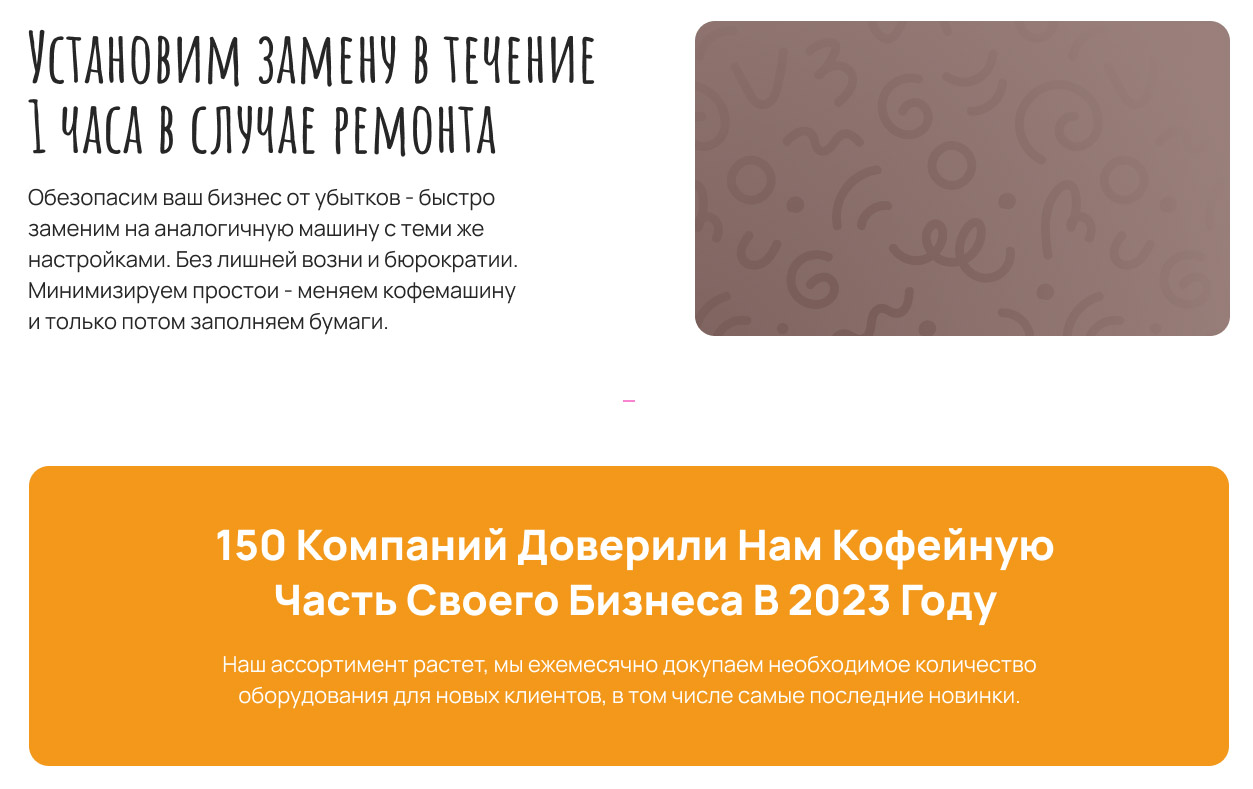 Установим замену в течение
1 часа в случае ремонта
Обезопасим ваш бизнес от убытков - быстро
заменим на аналогичную машину с теми же
настройками. Без лишней возни и бюрократии.
Минимизируем простои - меняем кофемашину
и только потом заполняем бумаги.
150 Компаний Доверили Нам Кофейную
Часть Своего Бизнеса В 2023 Году
Наш ассортимент растет, мы ежемесячно докупаем необходимое количество
оборудования для новых клиентов, в том числе самые последние новинки.